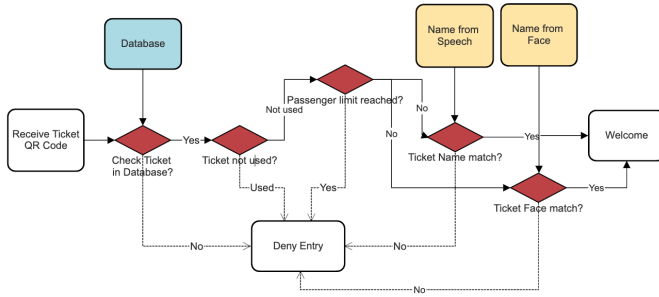 Database
Name from
Speech
Name from
Face
Receive Ticket
QR Code
Check Ticket
in Database?
Yes
Ticket not used?
Not used
Passenger limit reached?
No
No
Ticket Name match?
Yes
Welcome
Ticket Face match?
Yes
Used
Yes
Deny Entry
No
No
No